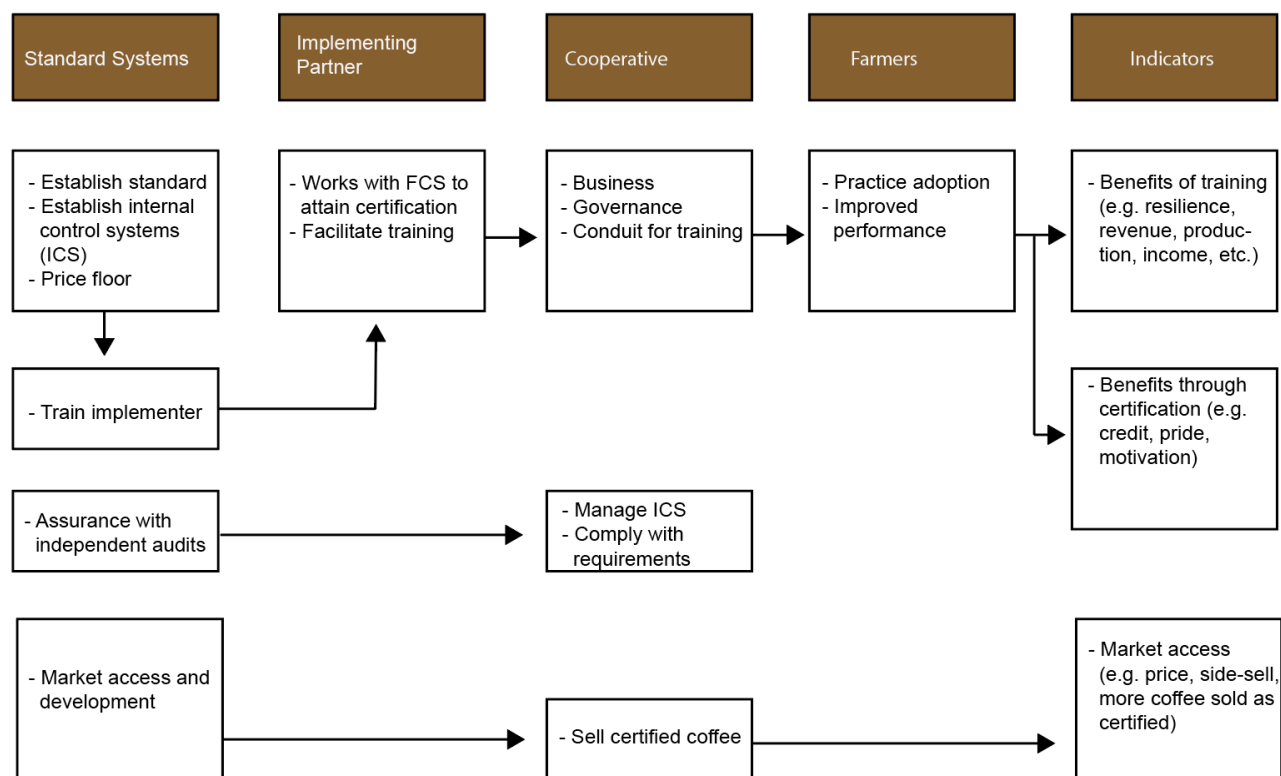 Standard Systems
Implementing
Partner
Cooperative
Farmers
Indicators
- Establish standard
- Establish internal
control systems
(ICS)
- Price floor
- Works with FCS to
attain certification
- Facilitate training
- Business
- Governance
- Conduit for training
- Practice adoption
- Improved
performance
- Benefits of training
(e.g. resilience,
revenue, produc-
tion, income, etc.)
- Train implementer
- Benefits through
certification (e.g.
credit, pride,
motivation)
- Assurance with
independent audits
- Manage ICS
- Comply with
requirements
- Market access and
development
- Sell certified coffee
- Market access
(e.g. price, side-sell,
more coffee sold as
certified)